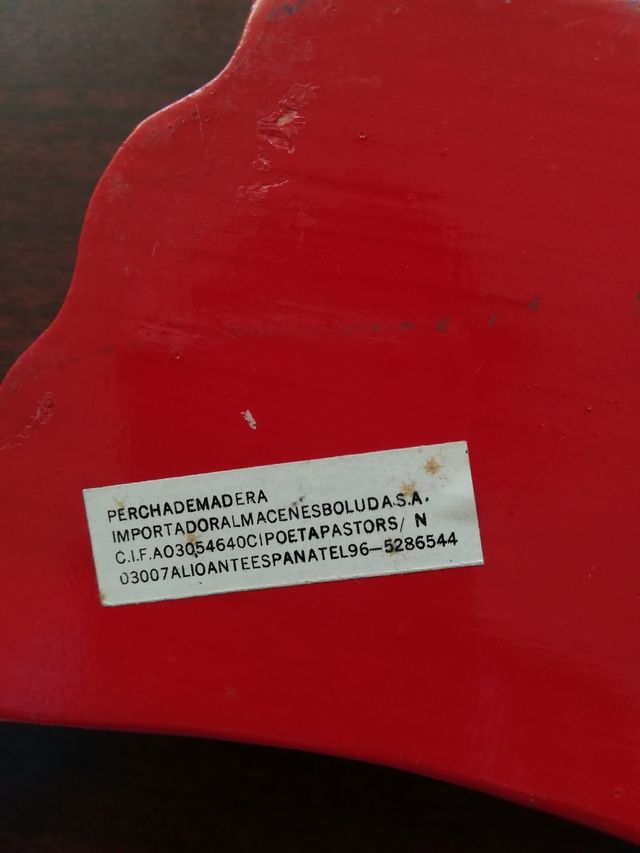 PERCHADEMADERA
IMPORTADORALMACENESBOLUDA.S.A.
C.I.F.A03054640CIPOETAPASTORS/ N
03007ALIOANTEESPANATEL96-5286544